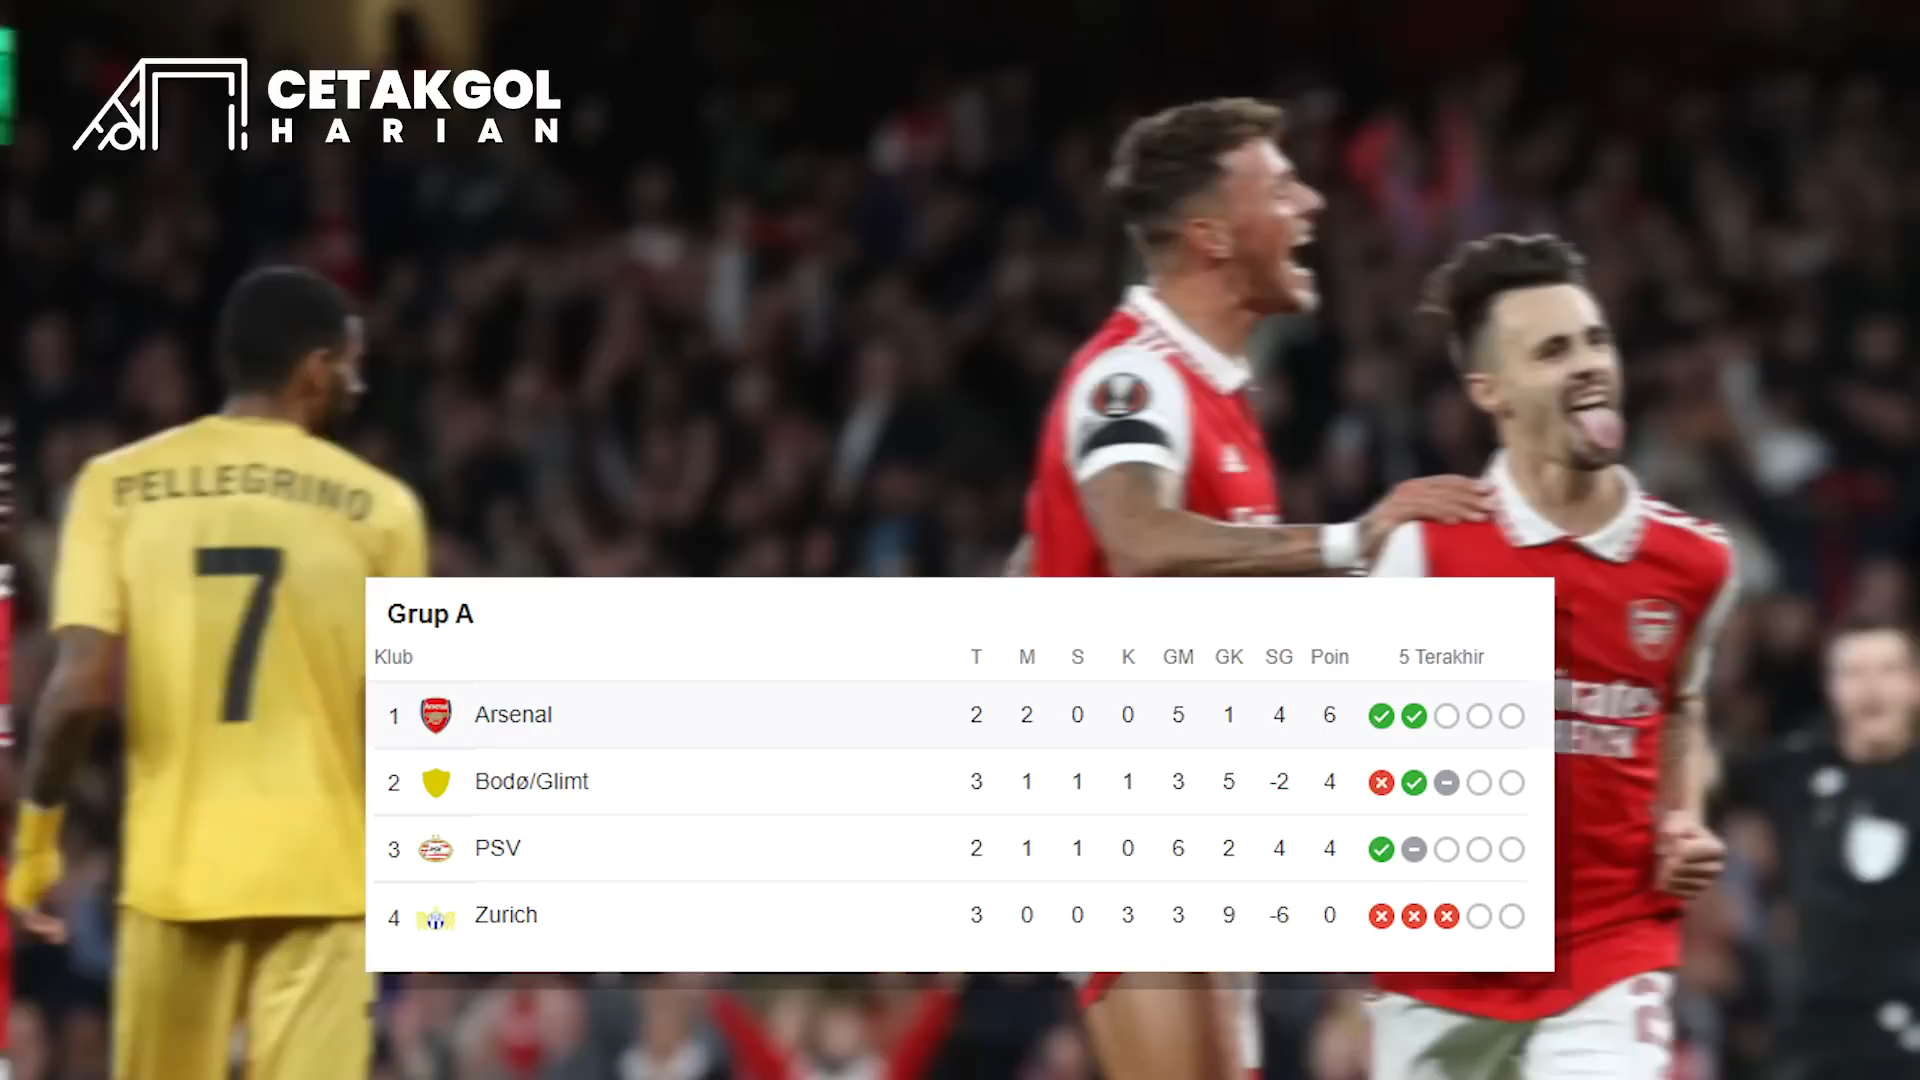 CETAKGOL
HARIAN
PELLEGRINO
7
Grup A
Klub T M S K GM GK SG Poin 5 Terakhir
1 Arsenal 2 2 0 0 5 1 4 6
2 Bodø/Glimt 3 1 1 1 3 5 -2 4
3 PSV 2 1 1 0 6 2 4 4
4 Zurich 3 0 0 3 3 9 -6 0